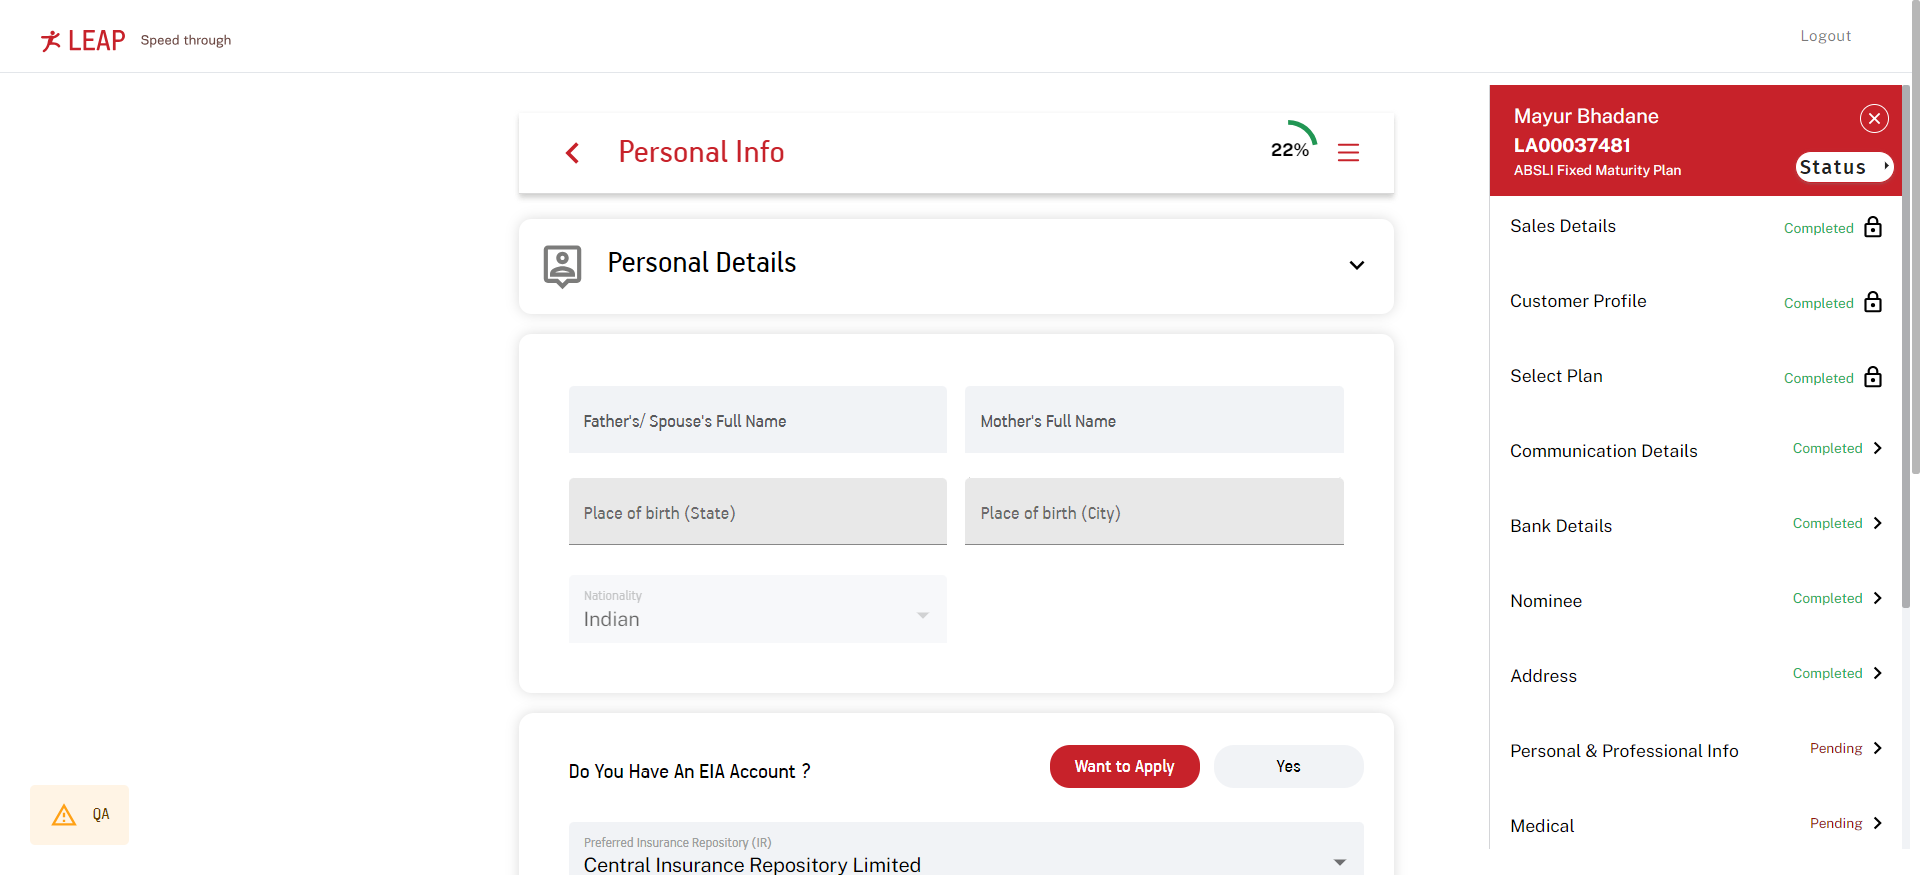 LEAP Speed through
Logout
Personal Info
22%
Personal Details
Father's/ Spouse's Full Name
Mother's Full Name
Place of birth (State)
Place of birth (City)
Nationality
Indian
Do You Have An EIA Account ?
Want to Apply
Yes
Preferred Insurance Repository (IR)
Central Insurance Repository Limited
QA
Mayur Bhadane
LA00037481
ABSLI Fixed Maturity Plan
Status
Sales Details Completed
Customer Profile Completed
Select Plan Completed
Communication Details Completed
Bank Details Completed
Nominee Completed
Address Completed
Personal & Professional Info Pending
Medical Pending